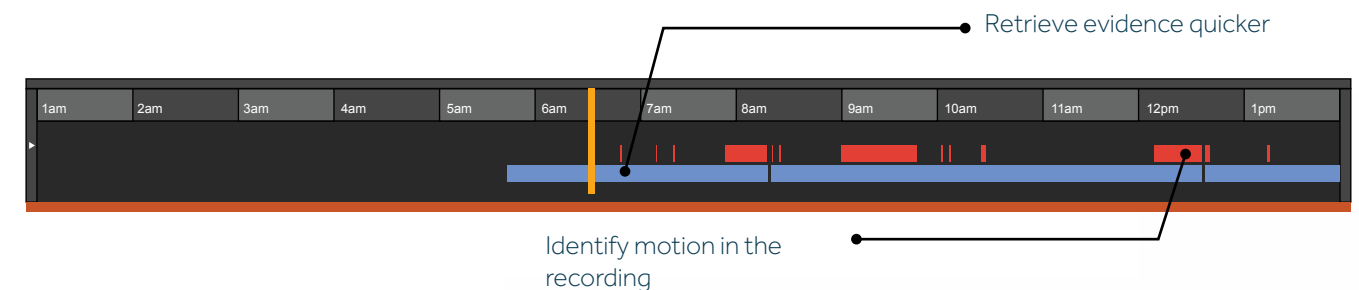 Retrieve evidence quicker
1am 2am 3am 4am 5am 6am 7am 8am 9am 10am 11am 12pm 1pm
Identify motion in the
recording